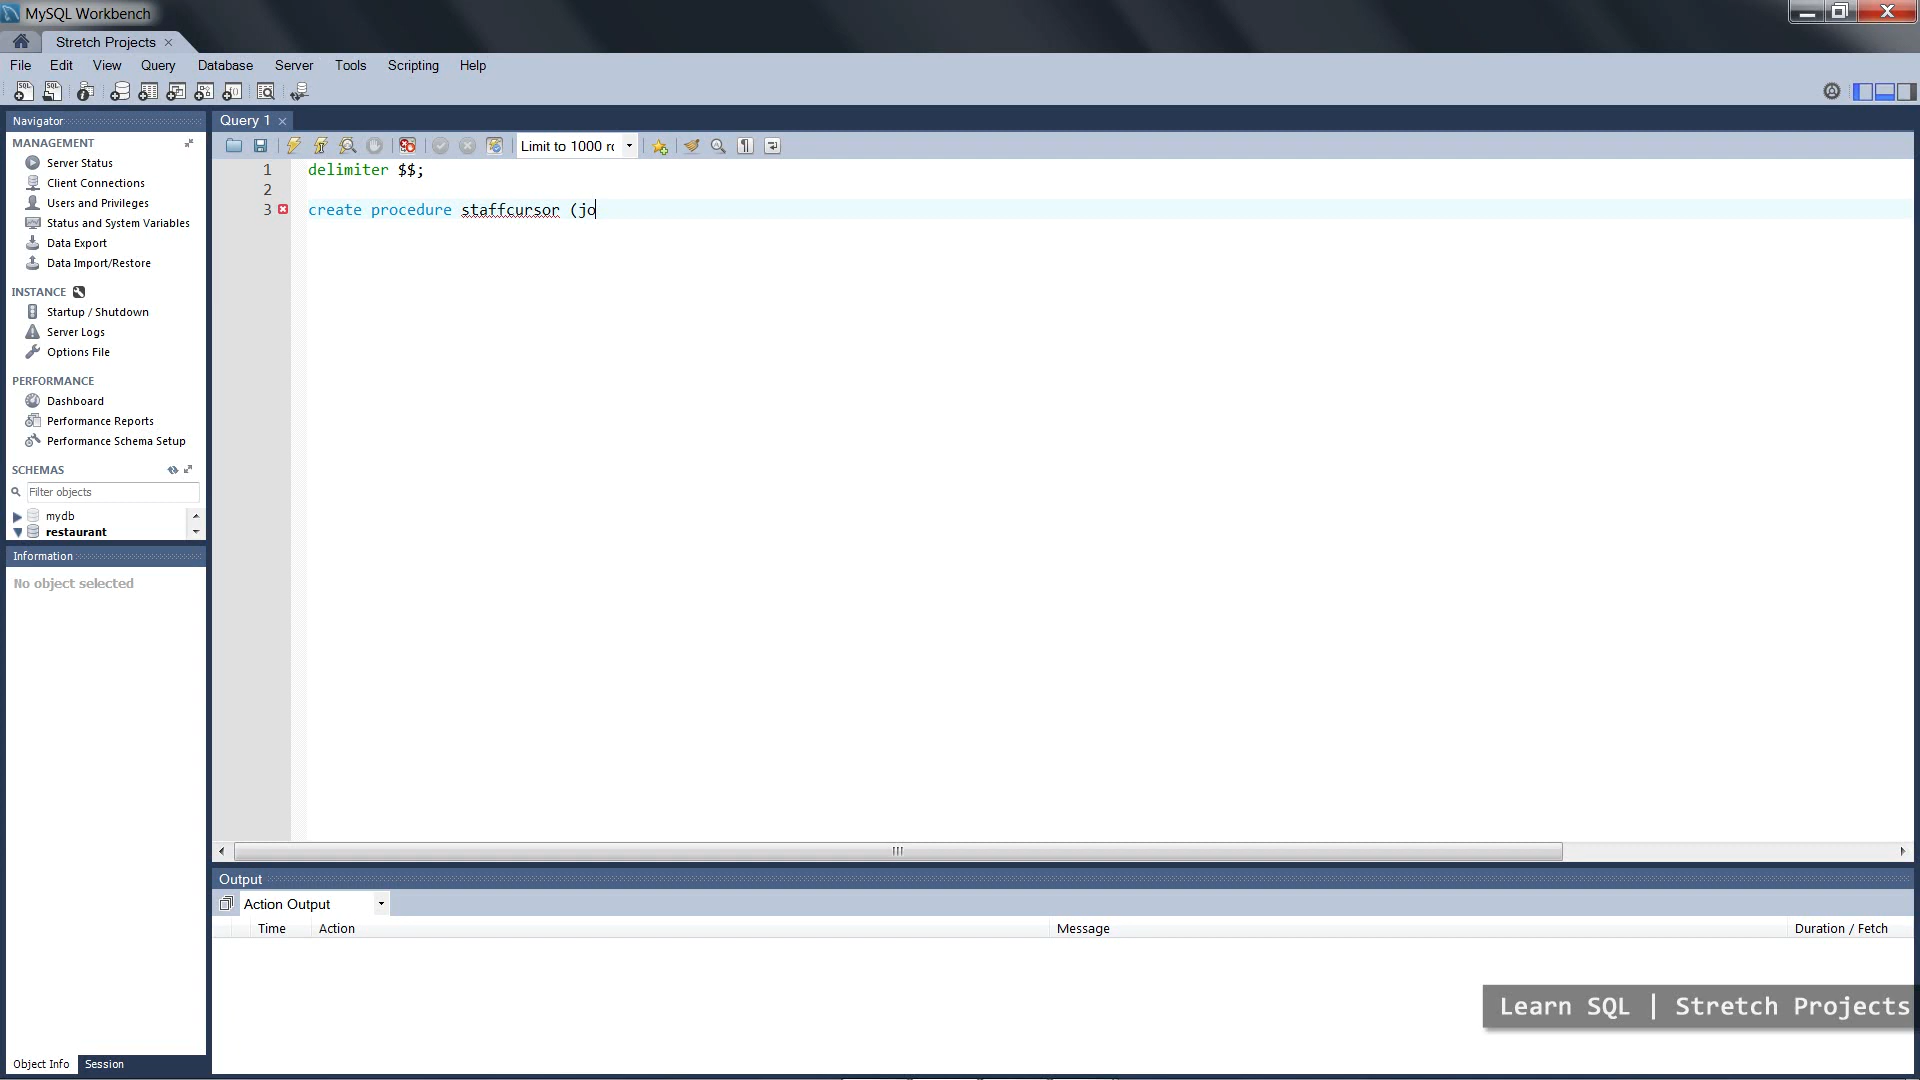 MySQL Workbench
Stretch Projects
File Edit View Query Database Server Tools Scripting Help
Navigator
MANAGEMENT
Server Status
Client Connections
Users and Privileges
Status and System Variables
Data Export
Data Import/Restore
INSTANCE
Startup / Shutdown
Server Logs
Options File
PERFORMANCE
Dashboard
Performance Reports
Performance Schema Setup
SCHEMAS
Filter objects
mydb
restaurant
Information
No object selected
Object Info Session
Query 1
Limit to 1000 rc
1 delimiter $$;
2
3 create procedure staffcursor (jo
Output
Action Output
Time Action Message Duration / Fetch
Learn SQL | Stretch Projects